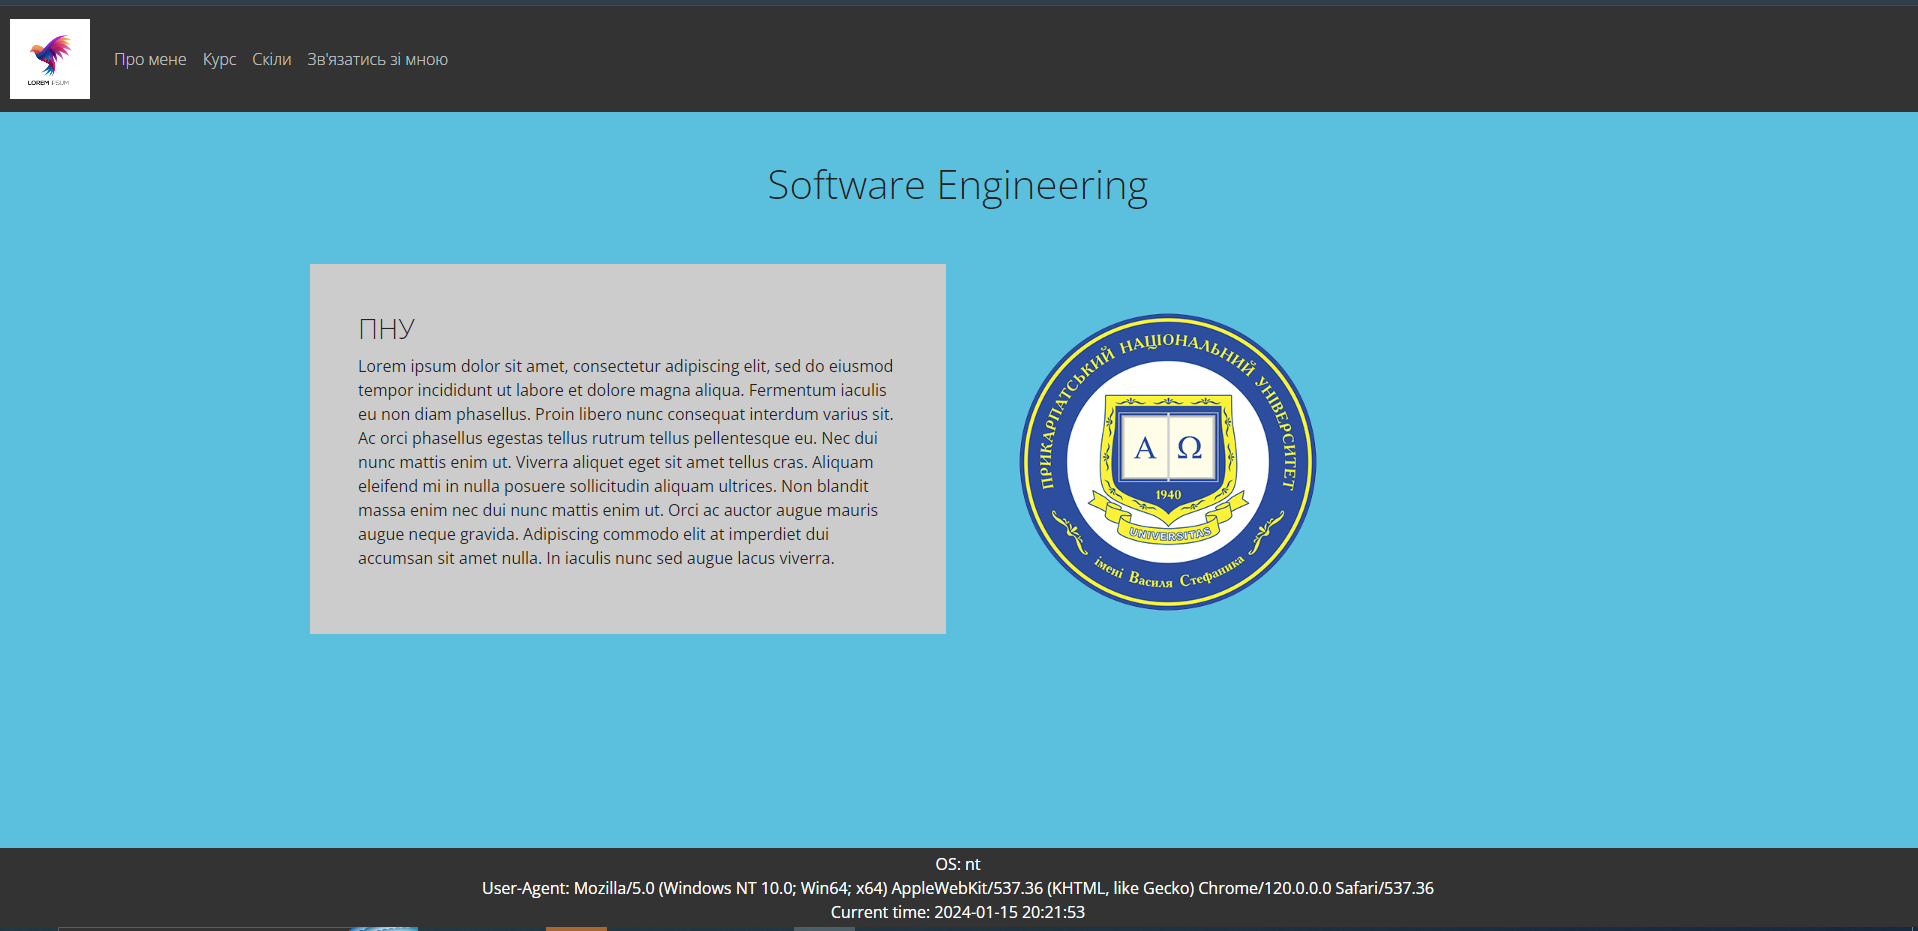 LOREM IPSUM
Про мене Курс Скіли Зв'язатись зі мною
Software Engineering
ПНУ
Lorem ipsum dolor sit amet, consectetur adipiscing elit, sed do eiusmod
tempor incididunt ut labore et dolore magna aliqua. Fermentum iaculis
eu non diam phasellus. Proin libero nunc consequat interdum varius sit.
Ac orci phasellus egestas tellus rutrum tellus pellentesque eu. Nec dui
nunc mattis enim ut. Viverra aliquet eget sit amet tellus cras. Aliquam
eleifend mi in nulla posuere sollicitudin aliquam ultrices. Non blandit
massa enim nec dui nunc mattis enim ut. Orci ac auctor augue mauris
augue neque gravida. Adipiscing commodo elit at imperdiet dui
accumsan sit amet nulla. In iaculis nunc sed augue lacus viverra.
ПРИКАРПАТСЬКИЙ НАЦІОНАЛЬНИЙ УНІВЕРСИТЕТ
Α Ω
1940
UNIVERSITAS
імені Василя Стефаника
OS: nt
User-Agent: Mozilla/5.0 (Windows NT 10.0; Win64; x64) AppleWebKit/537.36 (KHTML, like Gecko) Chrome/120.0.0.0 Safari/537.36
Current time: 2024-01-15 20:21:53